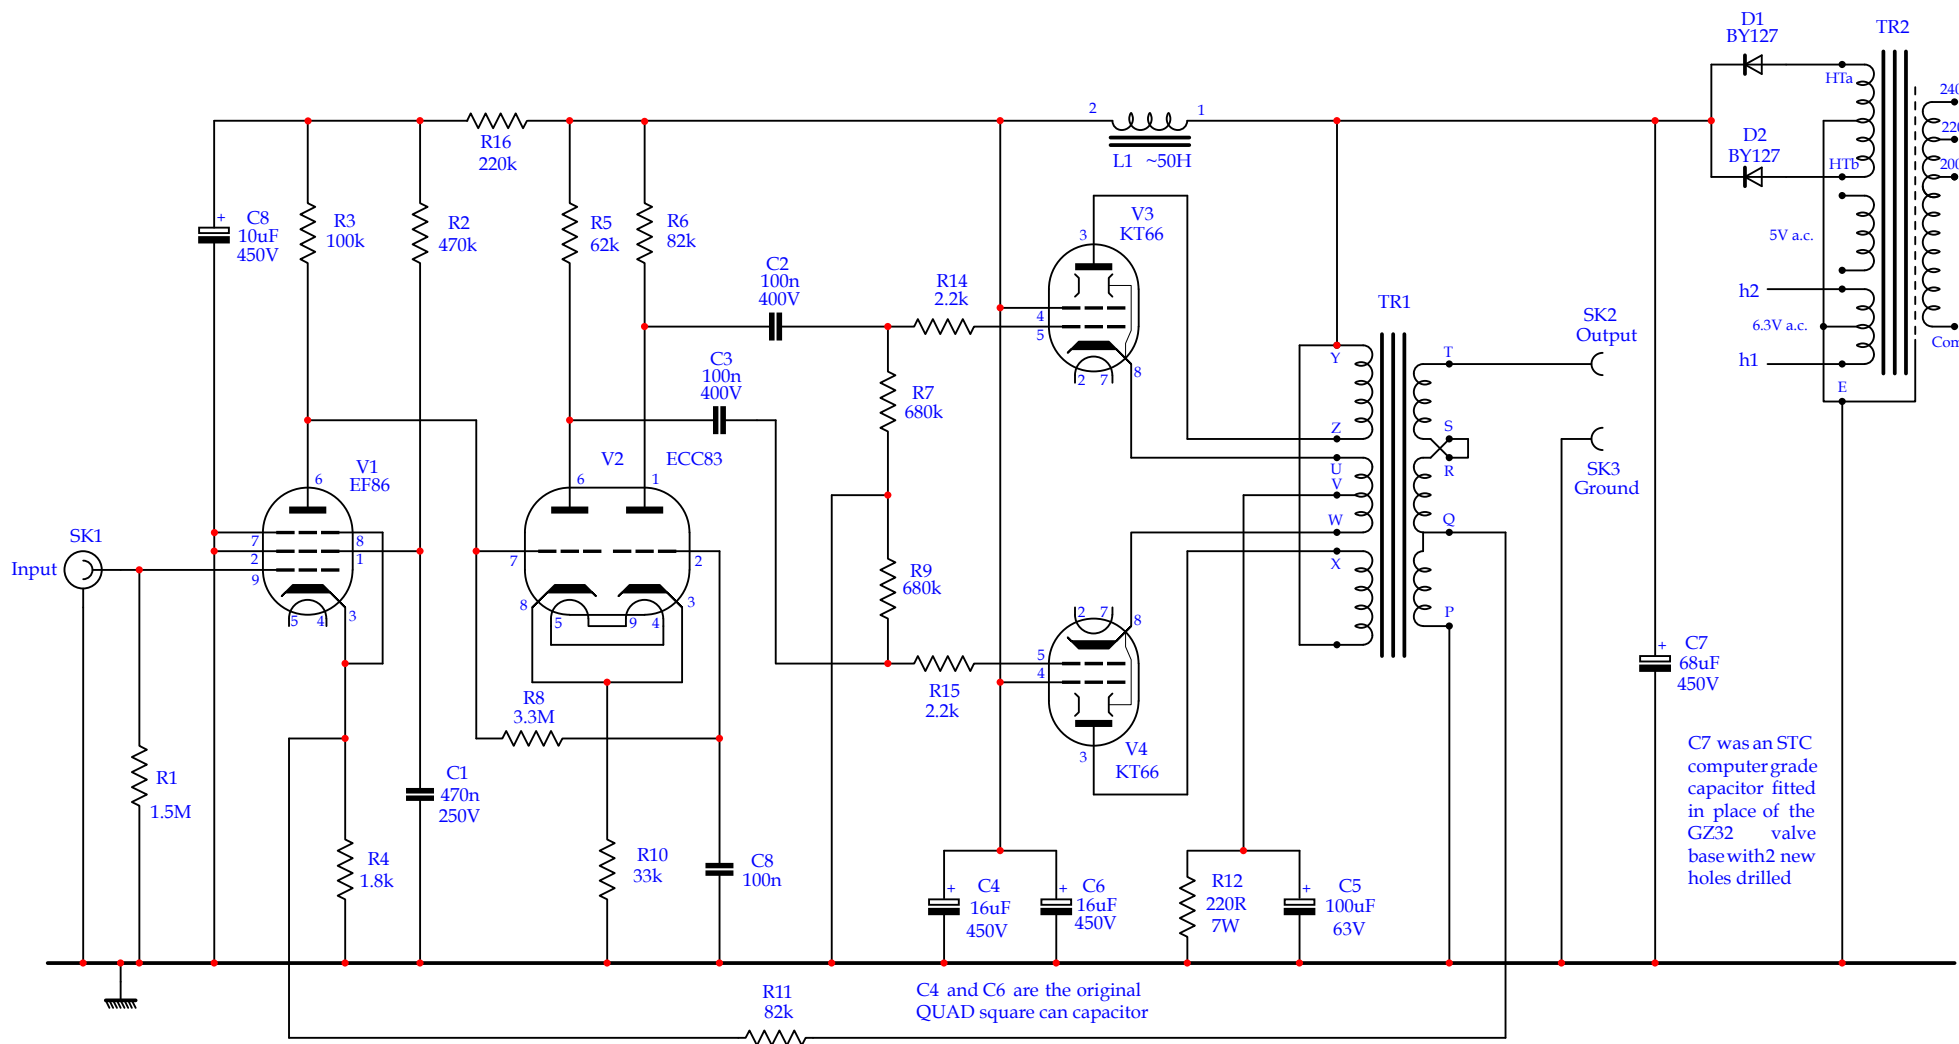 D1
BY127
TR2
HTa
240
220
200
D2
BY127
HTb
2
1
L1 ~50H
R16
220k
+
C8
10uF
450V
R3
100k
R2
470k
R5
62k
R6
82k
V3
KT66
3
4
5
2 7
8
5V a.c.
h2
6.3V a.c.
h1
E
Com
C2
100n
400V
R14
2.2k
C3
100n
400V
R7
680k
TR1
SK2
Output
Y
T
Z
S
U
R
V
W
Q
X
P
SK3
Ground
V1
EF86
6
7
8
2
1
9
3
5 4
SK1
Input
V2 ECC83
6
1
7
2
8
3
5
9 4
R9
680k
2 7
8
5
4
3
V4
KT66
R15
2.2k
R8
3.3M
+
C7
68uF
450V
C7 was an STC
computer grade
capacitor fitted
in place of the
GZ32 valve
base with 2 new
holes drilled
R1
1.5M
C1
470n
250V
R4
1.8k
R10
33k
C8
100n
+
C4
16uF
450V
+
C6
16uF
450V
R12
220R
7W
+
C5
100uF
63V
R11
82k
C4 and C6 are the original
QUAD square can capacitor